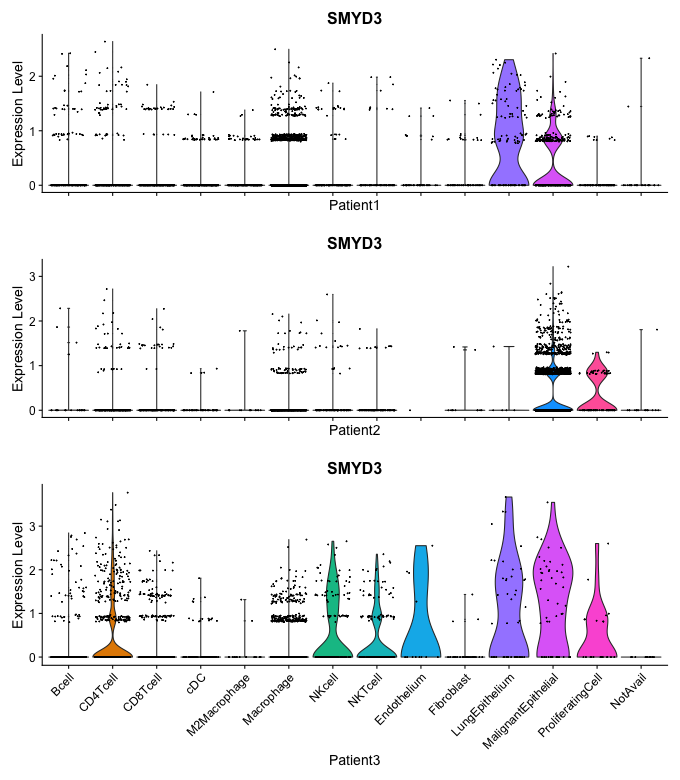 SMYD3
Expression Level
2
1
0
Patient1
SMYD3
Expression Level
3
2
1
0
Patient2
SMYD3
Expression Level
3
2
1
0
Bcell
CD4Tcell
CD8Tcell
cDC
M2Macrophage
Macrophage
NKcell
NKTcell
Endothelium
Fibroblast
LungEpithelium
MalignantEpithelial
ProliferatingCell
NotAvail
Patient3